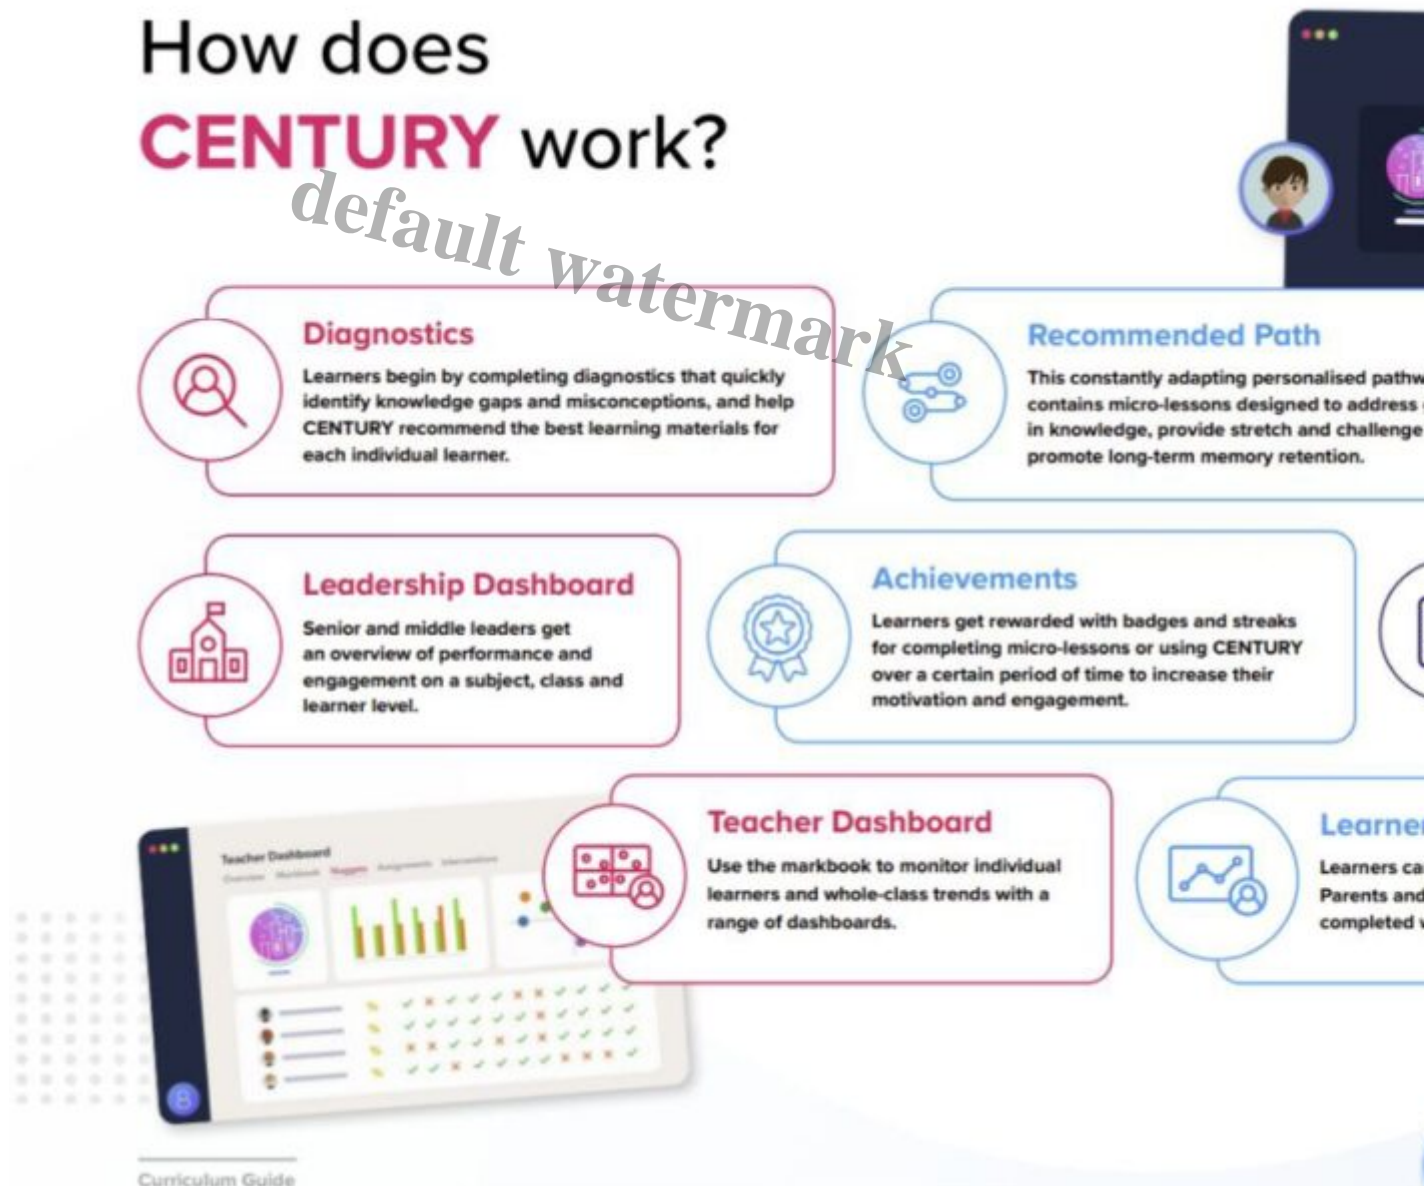 How does
CENTURY work?
default watermark
Diagnostics
Learners begin by completing diagnostics that quickly
identify knowledge gaps and misconceptions, and help
CENTURY recommend the best learning materials for
each individual learner.
Recommended Path
This constantly adapting personalised pathw
contains micro-lessons designed to address
in knowledge, provide stretch and challenge
promote long-term memory retention.
Leadership Dashboard
Senior and middle leaders get
an overview of performance and
engagement on a subject, class and
learner level.
Achievements
Learners get rewarded with badges and streaks
for completing micro-lessons or using CENTURY
over a certain period of time to increase their
motivation and engagement.
Teacher Dashboard
Use the markbook to monitor individual
learners and whole-class trends with a
range of dashboards.
Learner
Learners ca
Parents and
completed
Teacher Dashboard
Overview Markbook Nuggets Assignments Interventions
Curriculum Guide